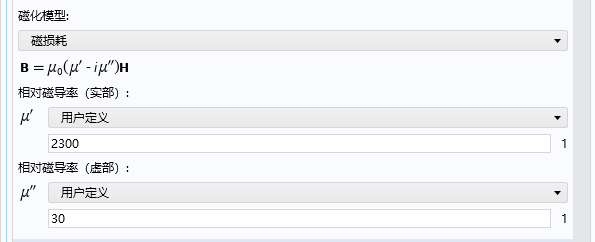 磁化模型:
磁损耗
B = μ₀(μ′ - iμ″)H
相对磁导率（实部）:
μ′ 用户定义
2300 1
相对磁导率（虚部）:
μ″ 用户定义
30 1